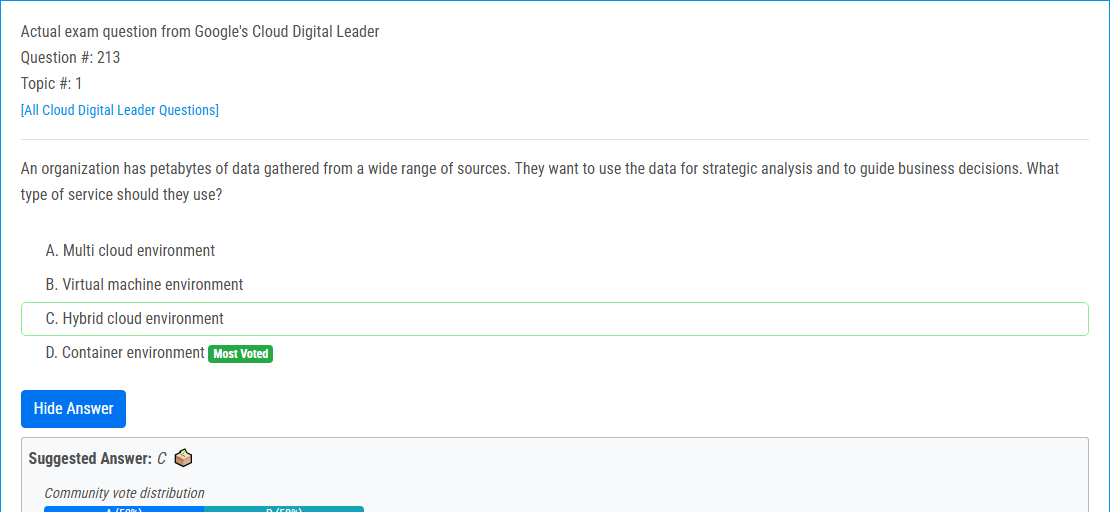 Actual exam question from Google's Cloud Digital Leader
Question #: 213
Topic #: 1
[All Cloud Digital Leader Questions]
An organization has petabytes of data gathered from a wide range of sources. They want to use the data for strategic analysis and to guide business decisions. What
type of service should they use?
A. Multi cloud environment
B. Virtual machine environment
C. Hybrid cloud environment
D. Container environment Most Voted
Hide Answer
Suggested Answer: C
Community vote distribution